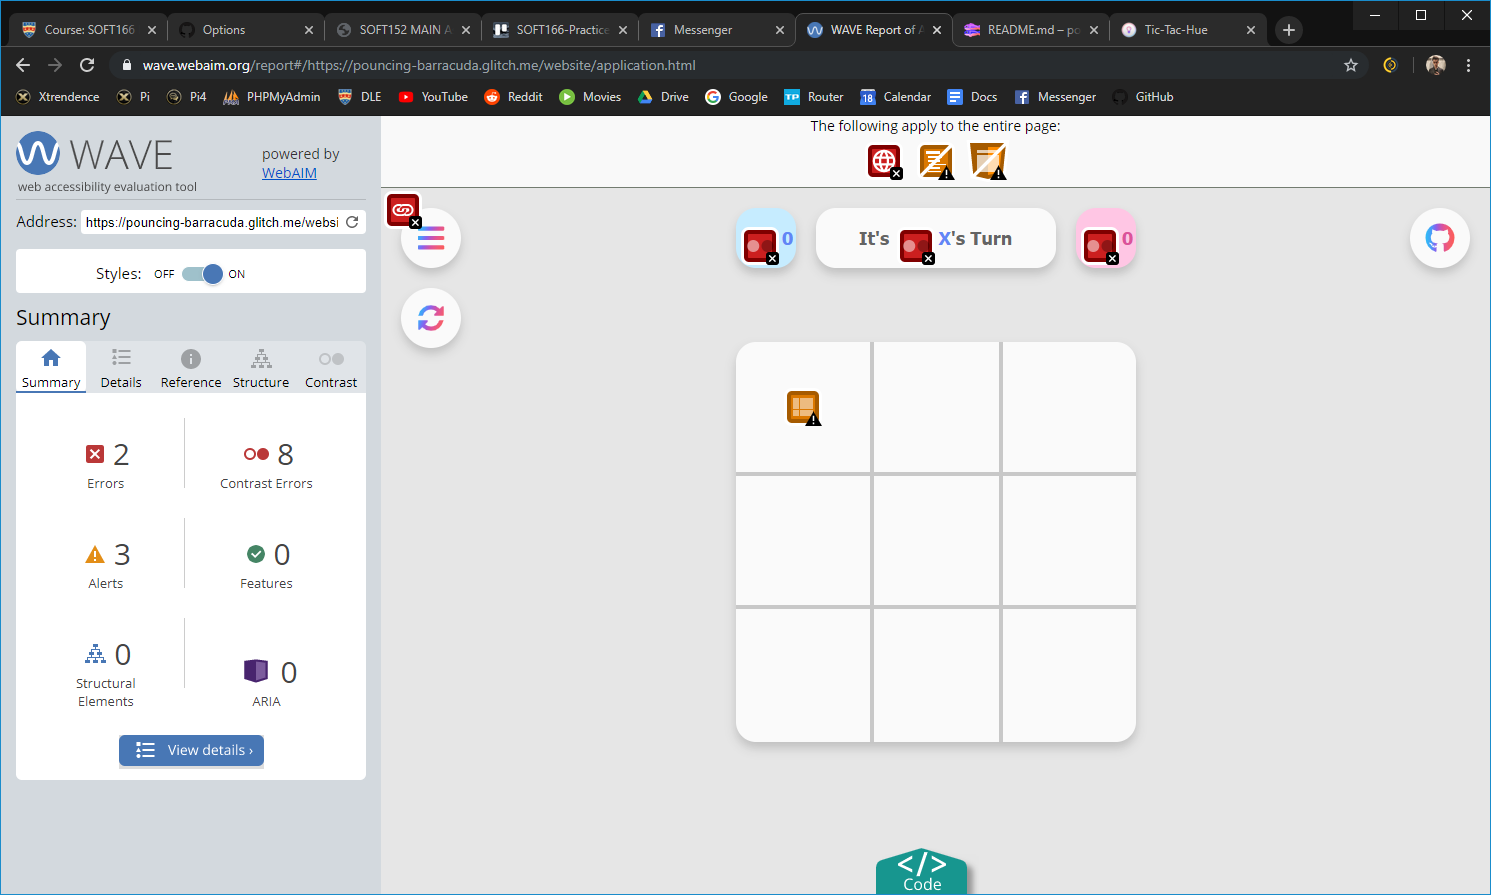 Course: SOFT166
Options
SOFT152 MAIN A
SOFT166-Practice
Messenger
WAVE Report of A
README.md – po
Tic-Tac-Hue
wave.webaim.org/report#/https://pouncing-barracuda.glitch.me/website/application.html
Xtrendence
Pi
Pi4
PHPMyAdmin
DLE
YouTube
Reddit
Movies
Drive
Google
TP
Router
18
Calendar
Docs
Messenger
GitHub
WAVE
web accessibility evaluation tool
powered by
WebAIM
Address: https://pouncing-barracuda.glitch.me/websi
Styles: OFF ON
Summary
Summary
Details
Reference
Structure
Contrast
2
Errors
8
Contrast Errors
3
Alerts
0
Features
0
Structural
Elements
0
ARIA
View details ›
The following apply to the entire page:
0
It's X's Turn
0
</> 
Code